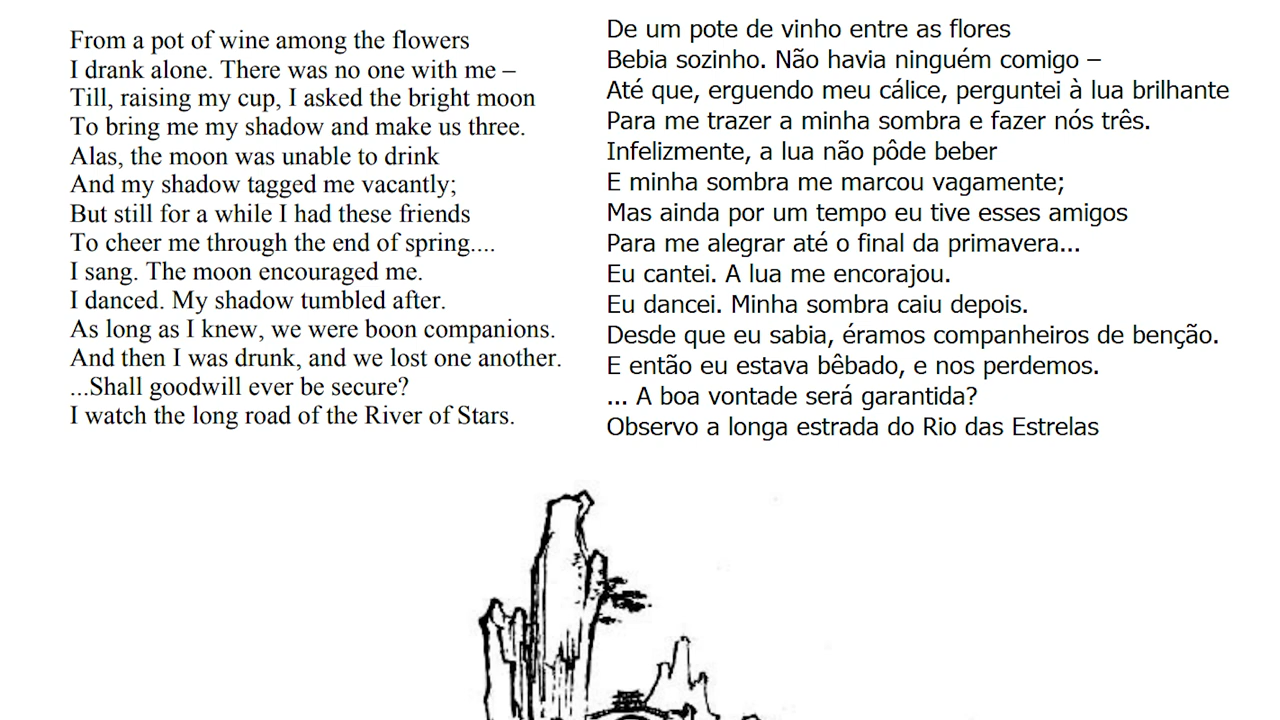 From a pot of wine among the flowers
I drank alone. There was no one with me –
Till, raising my cup, I asked the bright moon
To bring me my shadow and make us three.
Alas, the moon was unable to drink
And my shadow tagged me vacantly;
But still for a while I had these friends
To cheer me through the end of spring....
I sang. The moon encouraged me.
I danced. My shadow tumbled after.
As long as I knew, we were boon companions.
And then I was drunk, and we lost one another.
...Shall goodwill ever be secure?
I watch the long road of the River of Stars.
De um pote de vinho entre as flores
Bebia sozinho. Não havia ninguém comigo –
Até que, erguendo meu cálice, perguntei à lua brilhante
Para me trazer a minha sombra e fazer nós três.
Infelizmente, a lua não pôde beber
E minha sombra me marcou vagamente;
Mas ainda por um tempo eu tive esses amigos
Para me alegrar até o final da primavera...
Eu cantei. A lua me encorajou.
Eu dancei. Minha sombra caiu depois.
Desde que eu sabia, éramos companheiros de benção.
E então eu estava bêbado, e nos perdemos.
... A boa vontade será garantida?
Observo a longa estrada do Rio das Estrelas